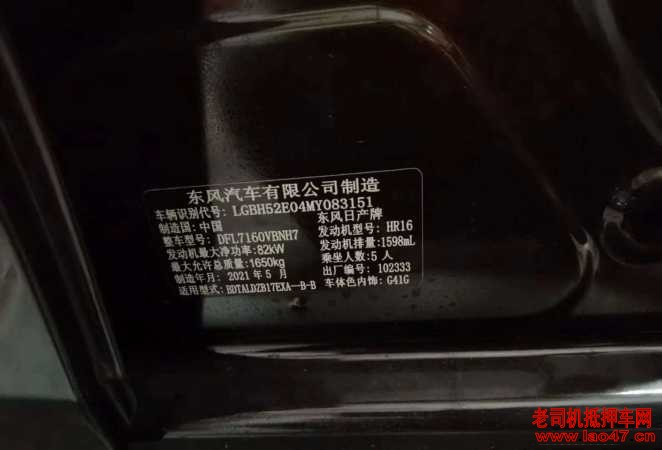 东风汽车有限公司制造
车辆识别代号: LGBH52E04MY083151
制造国: 中国 东风日产牌
整车型号: DFL7160VBNH7 发动机型号: HR16
发动机最大净功率: 82kW 发动机排量: 1598mL
最大允许总质量: 1650kg 乘坐人数: 5人
制造年月: 2021年5月 出厂编号: 102333
适用型式: BDTALDZB17EXA—B-B 车体色内饰: G41G
老司机抵押车网
www.lao47.cn